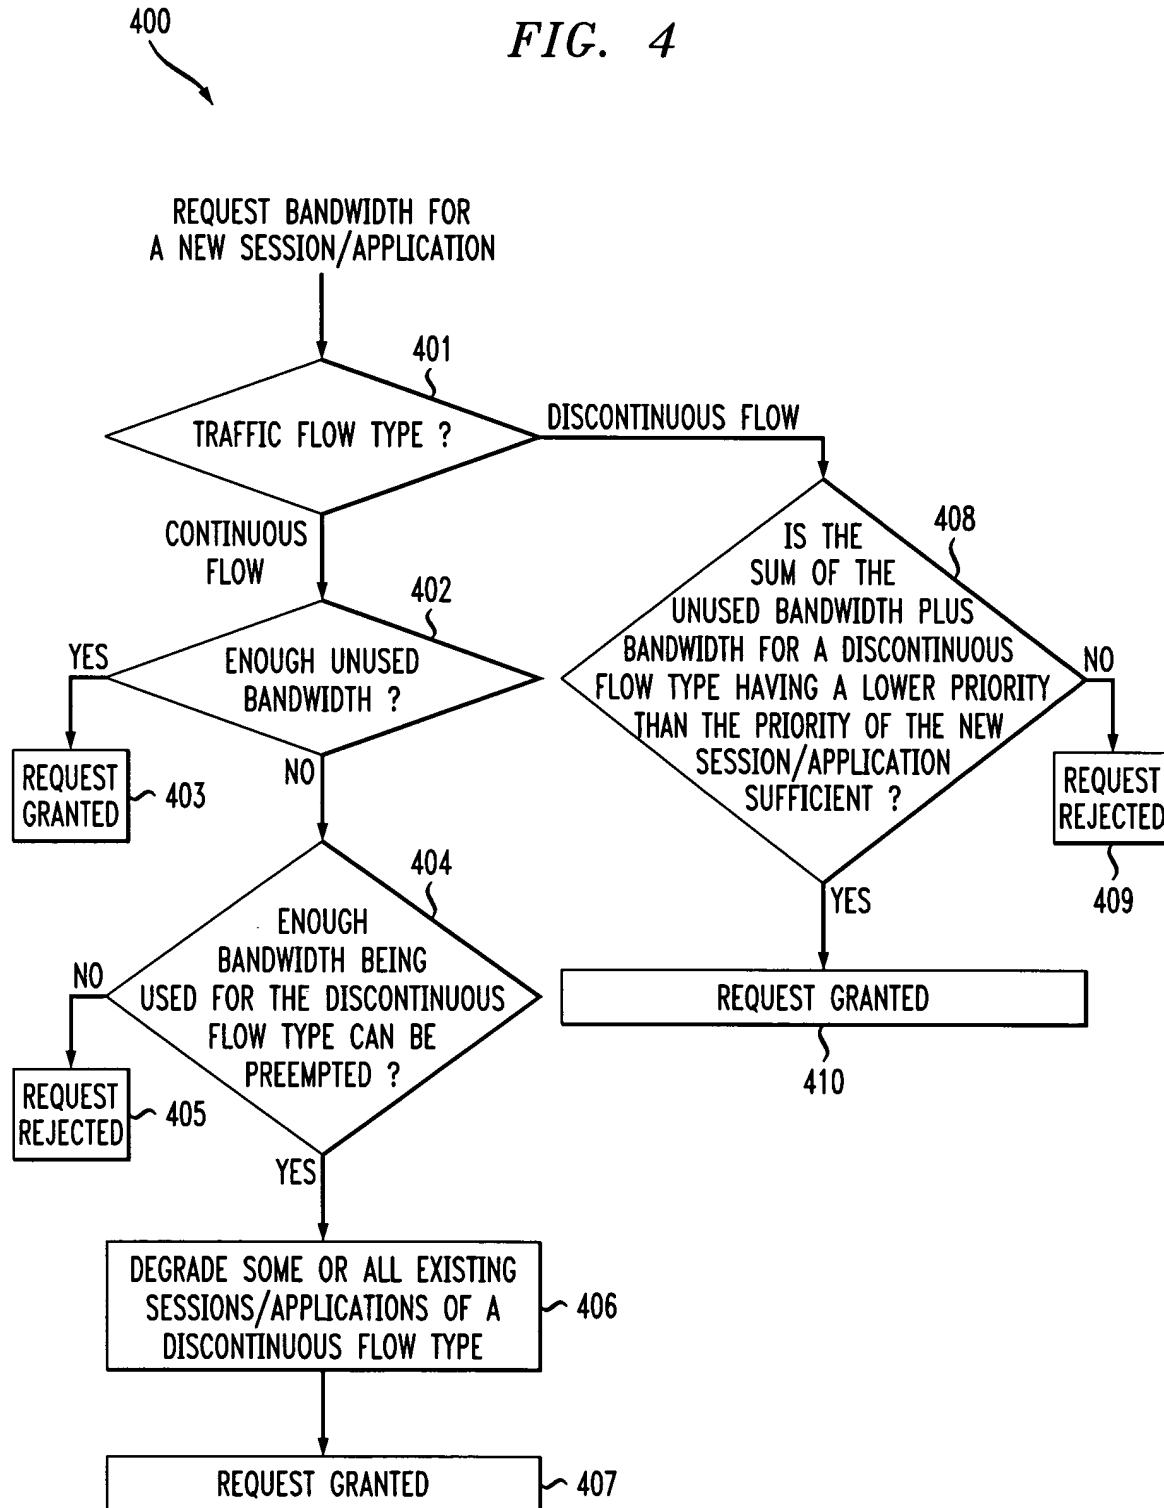 400
FIG. 4
REQUEST BANDWIDTH FOR
A NEW SESSION/APPLICATION
401
TRAFFIC FLOW TYPE ?
DISCONTINUOUS FLOW
CONTINUOUS
FLOW
402
YES
ENOUGH UNUSED
BANDWIDTH ?
REQUEST
GRANTED
403
NO
404
ENOUGH
BANDWIDTH BEING
USED FOR THE DISCONTINUOUS
FLOW TYPE CAN BE
PREEMPTED ?
NO
REQUEST
REJECTED
405
YES
DEGRADE SOME OR ALL EXISTING
SESSIONS/APPLICATIONS OF A
DISCONTINUOUS FLOW TYPE
406
REQUEST GRANTED
407
408
IS THE
SUM OF THE
UNUSED BANDWIDTH PLUS
BANDWIDTH FOR A DISCONTINUOUS
FLOW TYPE HAVING A LOWER PRIORITY
THAN THE PRIORITY OF THE NEW
SESSION/APPLICATION
SUFFICIENT ?
NO
REQUEST
REJECTED
409
YES
REQUEST GRANTED
410